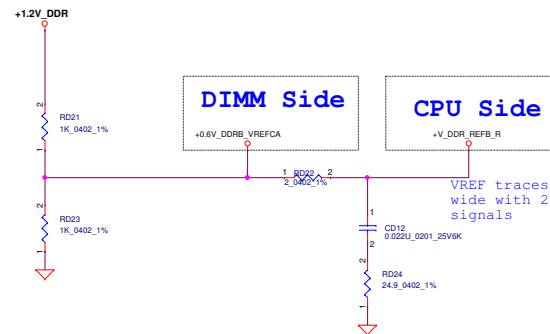 +1.2V_DDR
DIMM Side
+0.6V_DDRB_VREFCA
CPU Side
+V_DDR_REFB_R
2
RD21
1K_0402_1%
1
1 RD22 2
2_0402_1%
VREF traces
wide with 2
signals
2
RD23
1K_0402_1%
1
1
CD12
0.022U_0201_25V6K
2
2
RD24
24.9_0402_1%
1